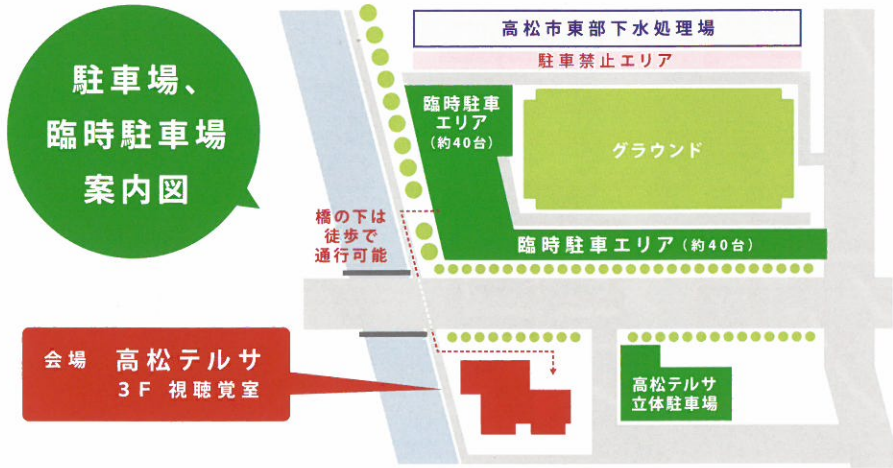 駐車場、
臨時駐車場
案内図
高松市東部下水処理場
駐車禁止エリア
臨時駐車
エリア
(約40台)
グラウンド
橋の下は
徒歩で
通行可能
臨時駐車エリア(約40台)
会場 高松テルサ
3F 視聴覚室
高松テルサ
立体駐車場